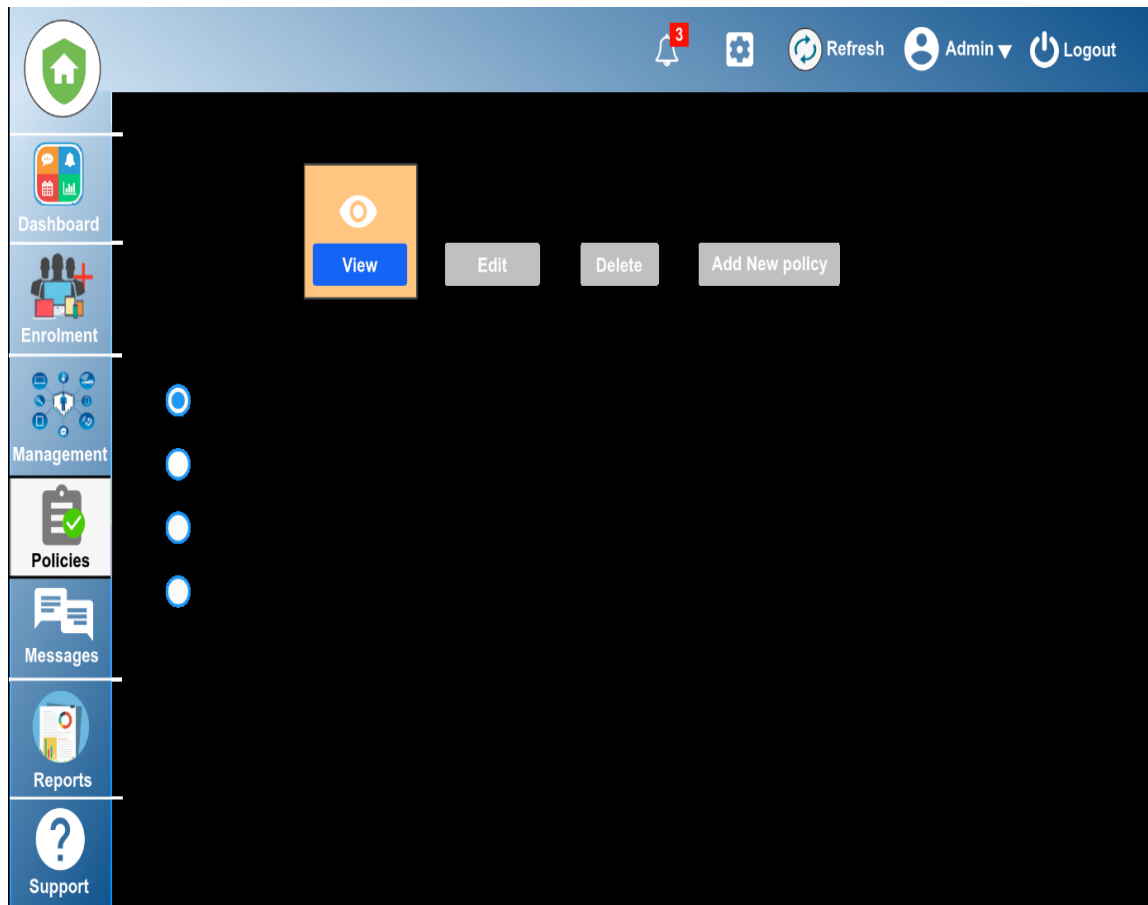 3
Refresh
Admin
Logout
Dashboard
View
Edit
Delete
Add New policy
Enrolment
Management
Policies
Messages
Reports
Support